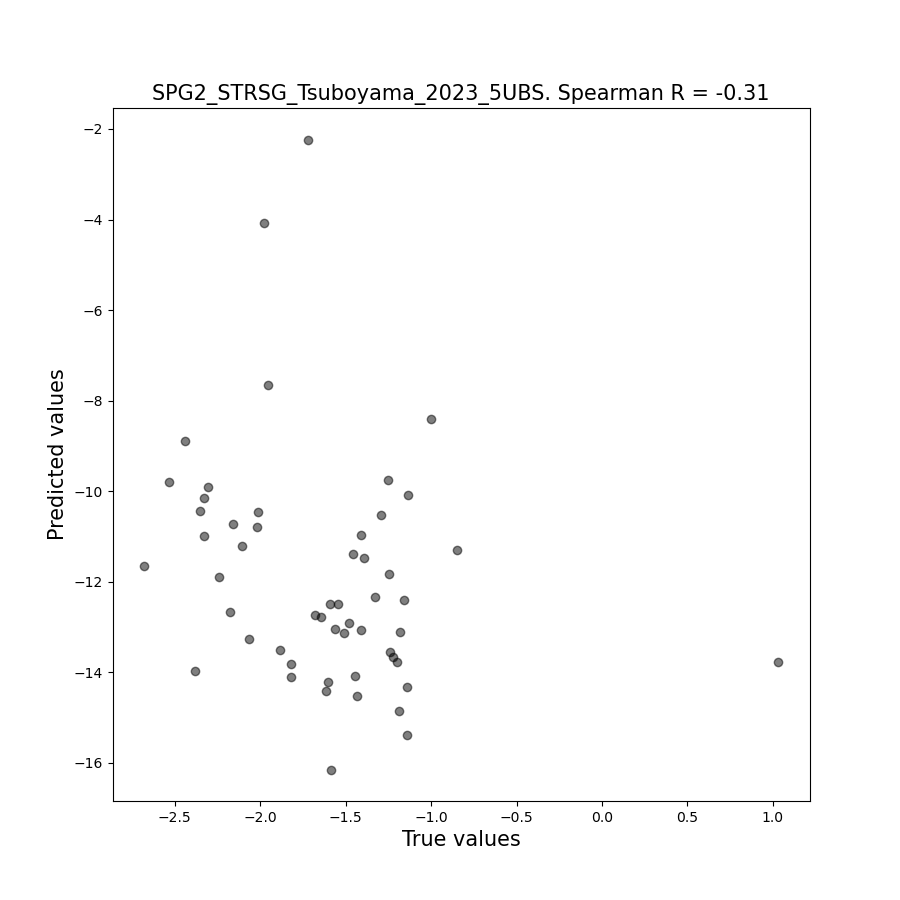 SPG2_STRSG_Tsuboyama_2023_5UBS. Spearman R = -0.31
−2
−4
−6
−8
−10
−12
−14
−16
Predicted values
−2.5 −2.0 −1.5 −1.0 −0.5 0.0 0.5 1.0
True values